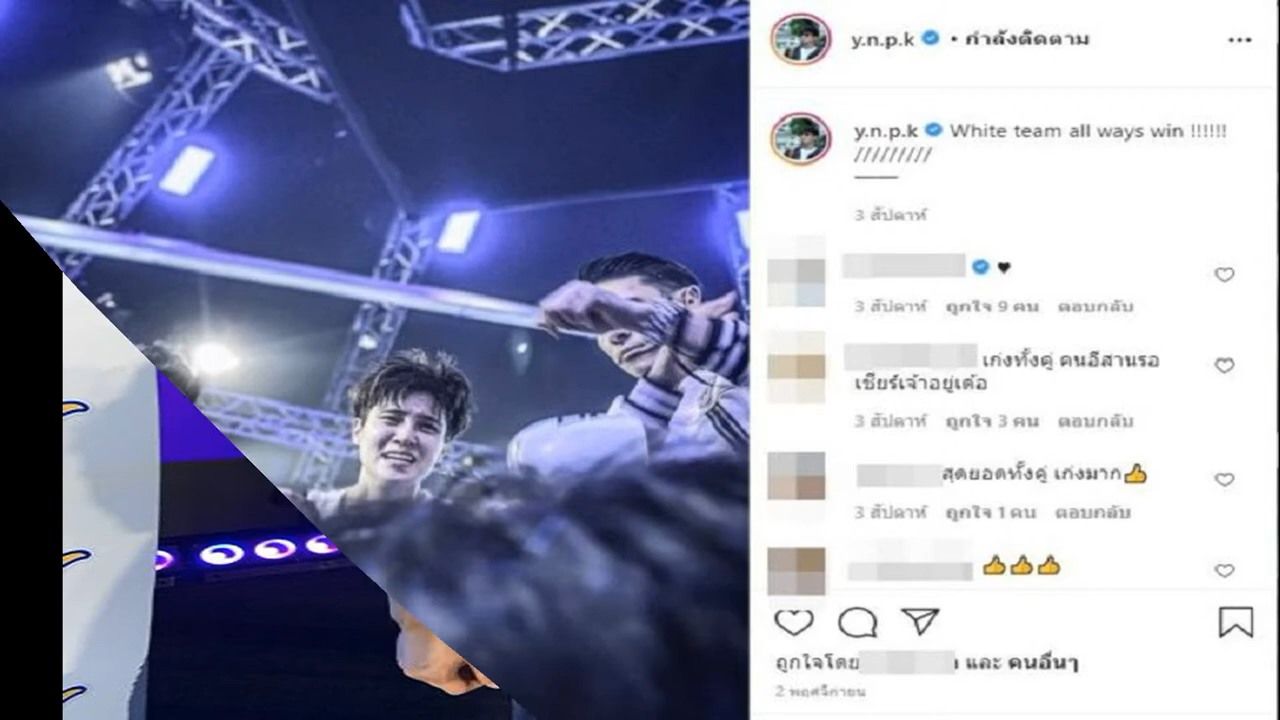 y.n.p.k • กำลังติดตาม
y.n.p.k White team all ways win !!!!!!
/////////
——
3 สัปดาห์
♥
3 สัปดาห์ ถูกใจ 9 คน ตอบกลับ
เก่งทั้งคู่ คนอีสานรอ
เชียร์เจ้าอยู่เด้อ
3 สัปดาห์ ถูกใจ 3 คน ตอบกลับ
สุดยอดทั้งคู่ เก่งมาก👍
3 สัปดาห์ ถูกใจ 1 คน ตอบกลับ
👍👍👍
ถูกใจโดย และ คนอื่นๆ
2 พฤศจิกายน